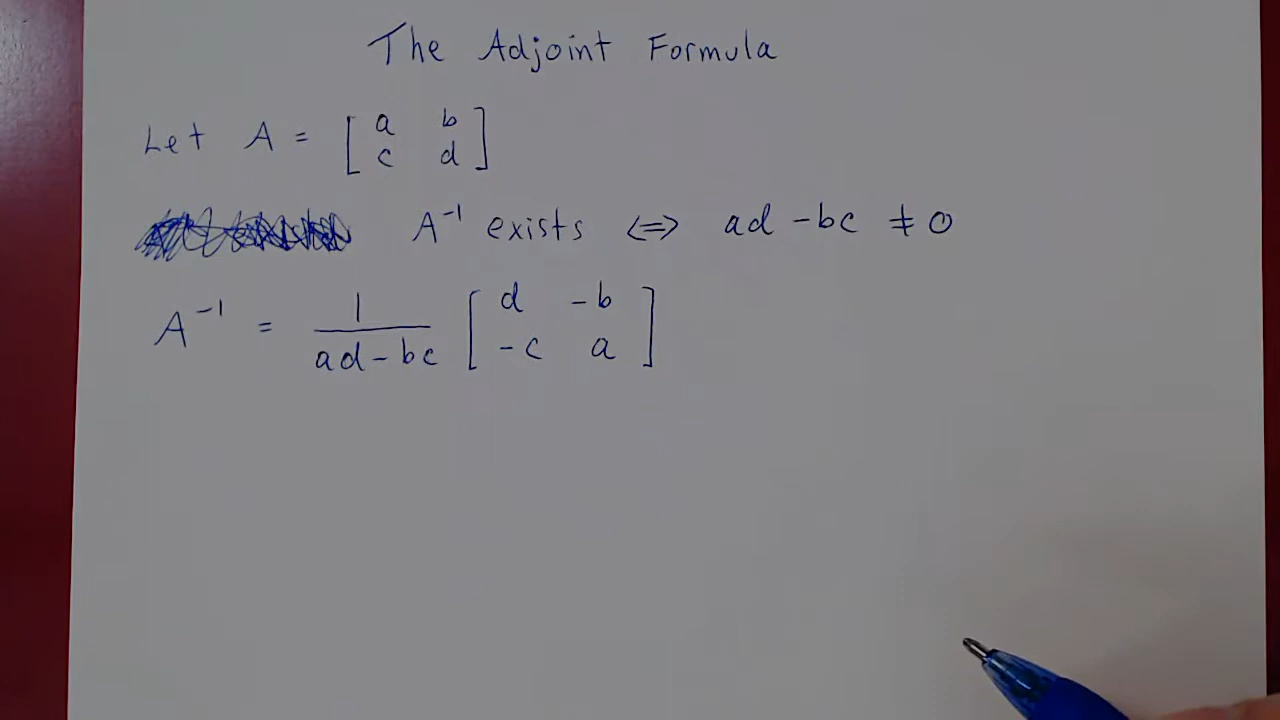 The Adjoint Formula
Let A = [ a b
c d ]
A⁻¹ exists ⟺ ad - bc ≠ 0
A⁻¹ = 1 / (ad - bc) [ d -b
-c a ]